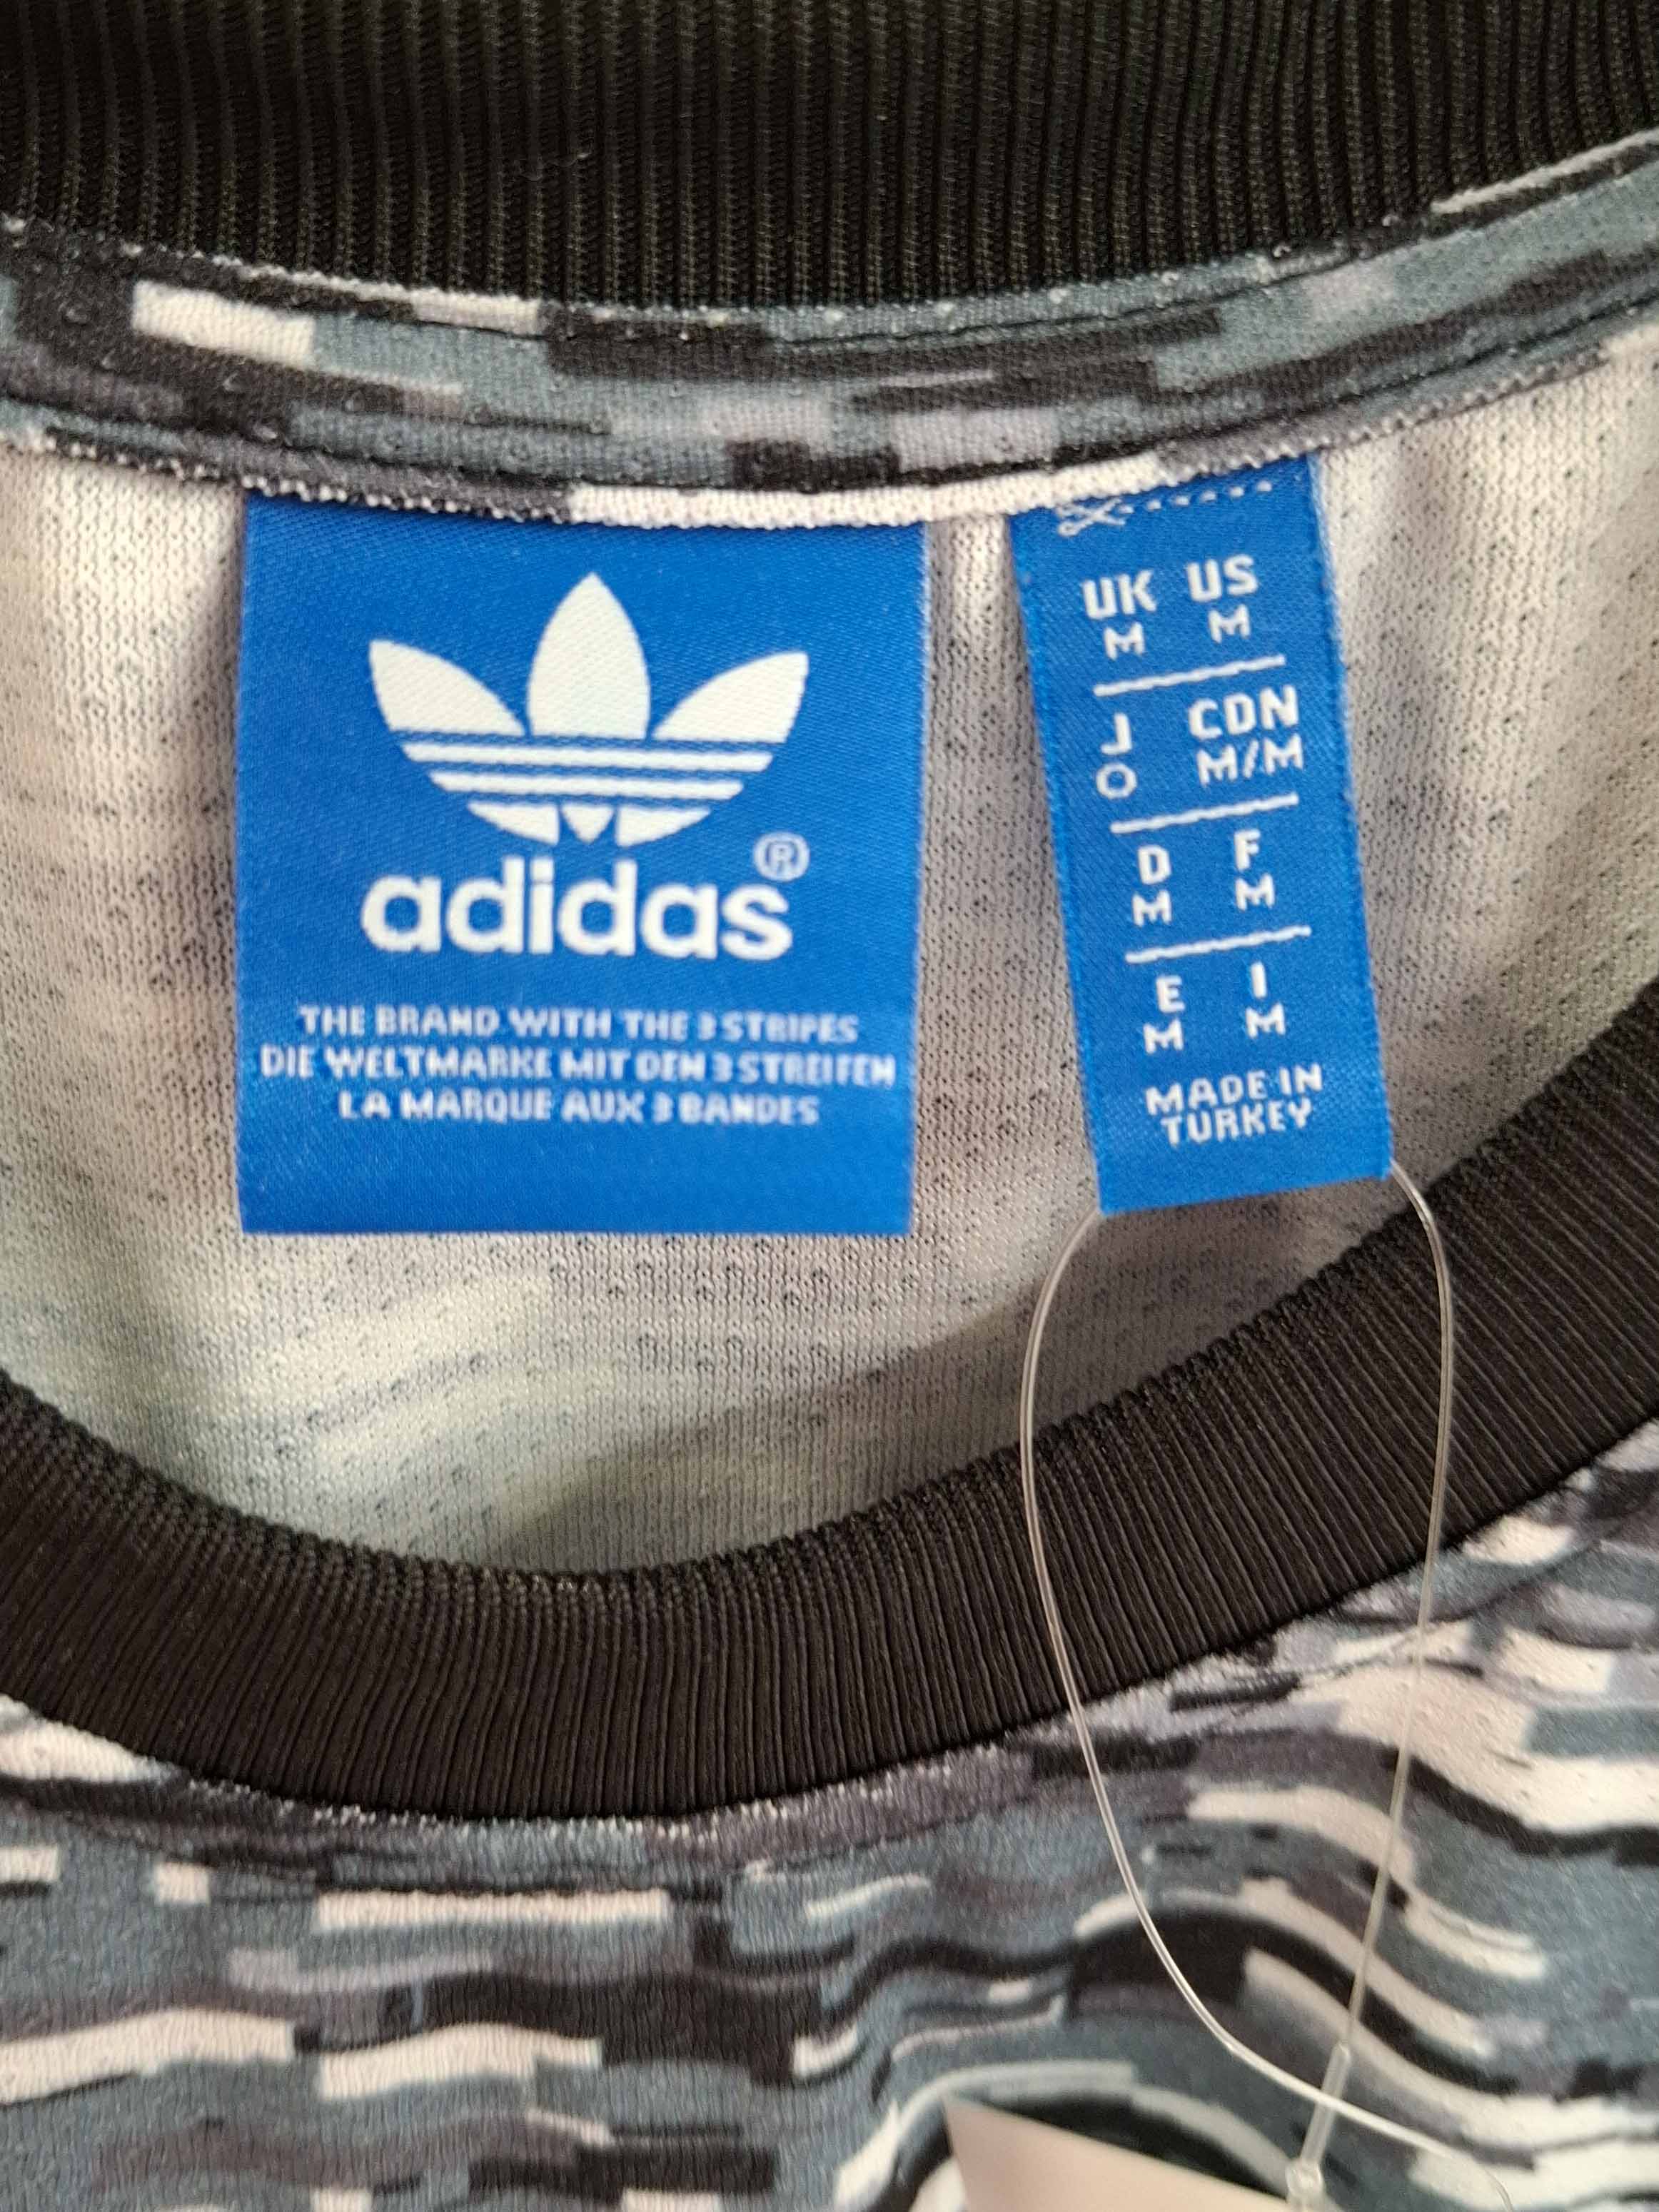 adidas®
THE BRAND WITH THE 3 STRIPES
DIE WELTMARKE MIT DEN 3 STREIFEN
LA MARQUE AUX 3 BANDES
UK US
M M
J CDN
O M/M
D F
M M
E I
M M
MADE IN
TURKEY